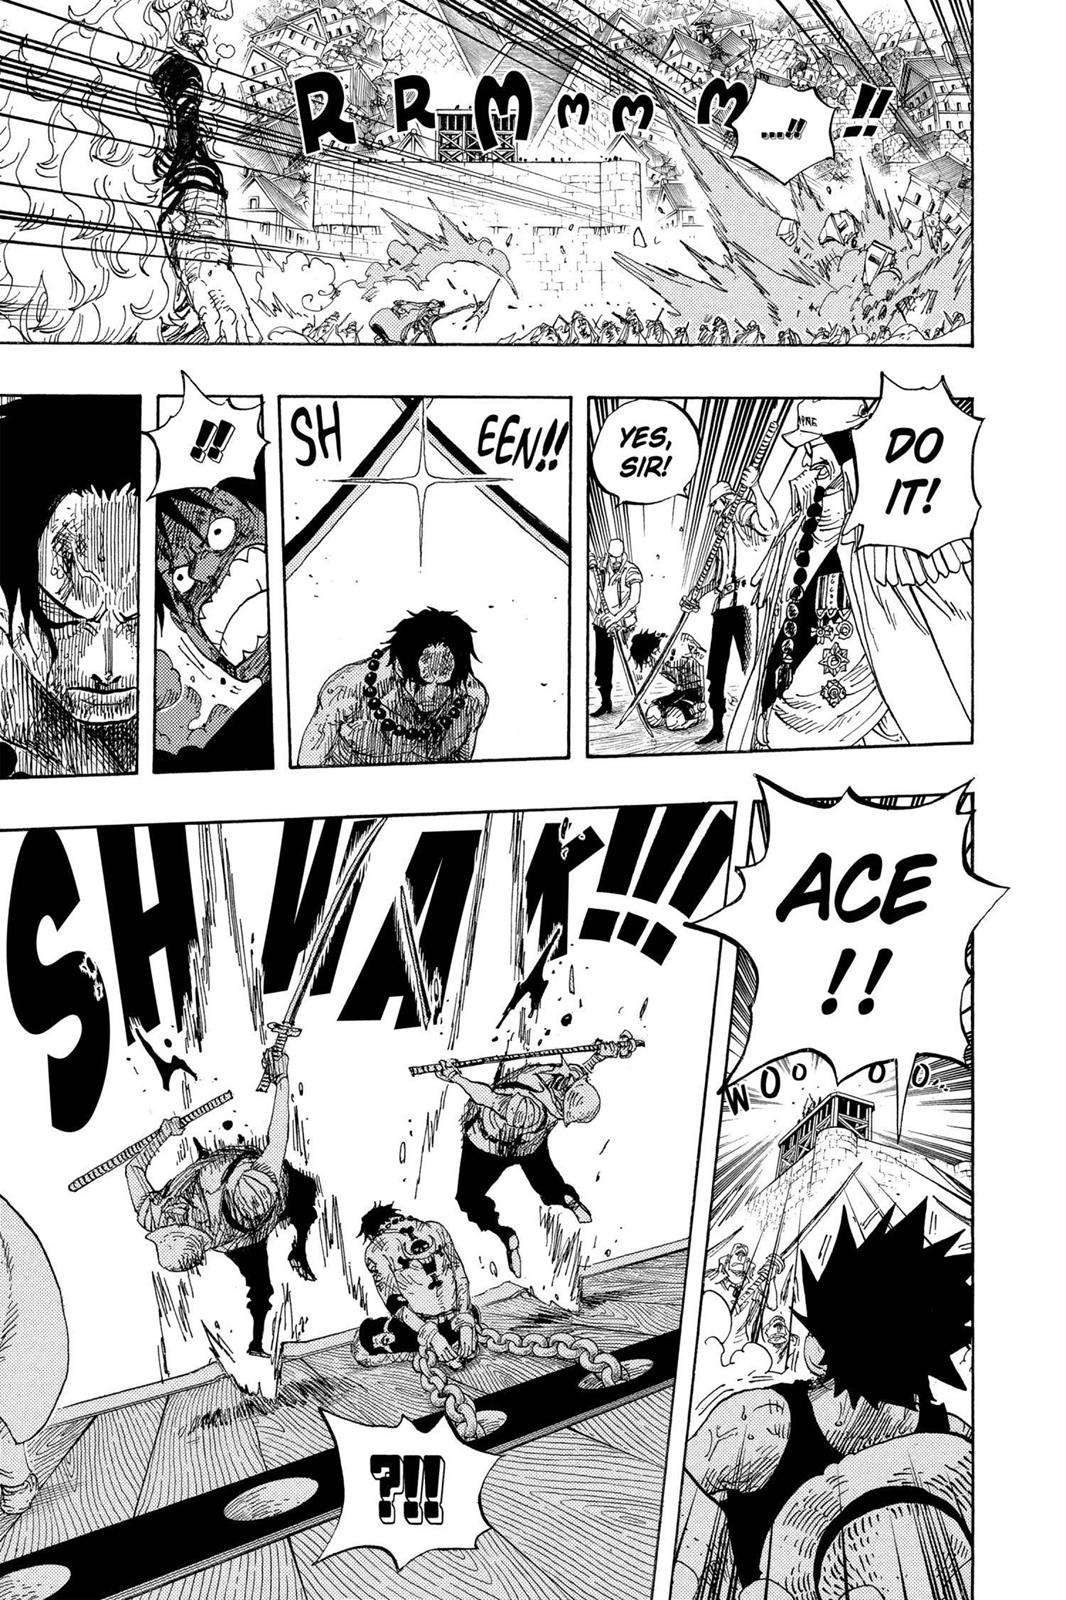 RRMMMM
....!!
!!
DO
IT!
YES,
SIR!
SH
EEN!!
!!
ACE
!!
WOOOO...
SHWAK!!!
?!!